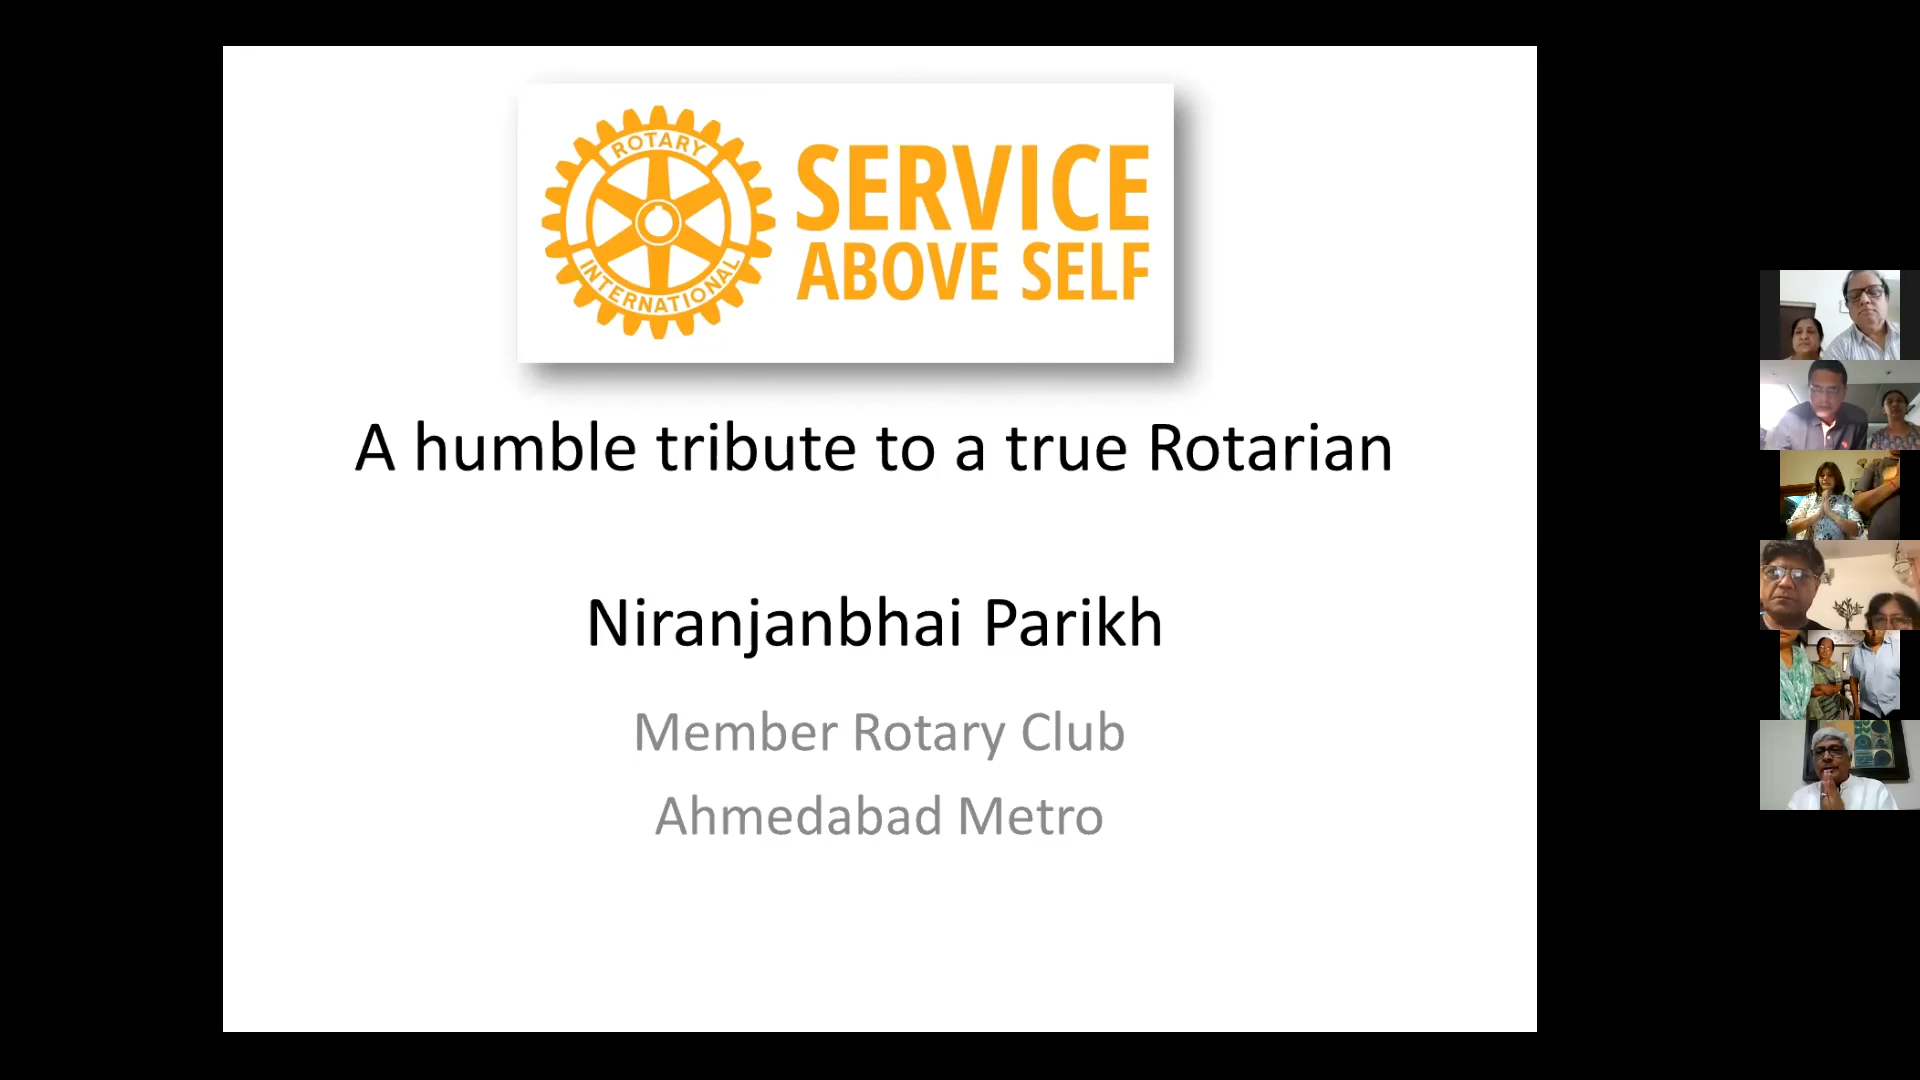 ROTARY
INTERNATIONAL
SERVICE
ABOVE SELF
A humble tribute to a true Rotarian
Niranjanbhai Parikh
Member Rotary Club
Ahmedabad Metro